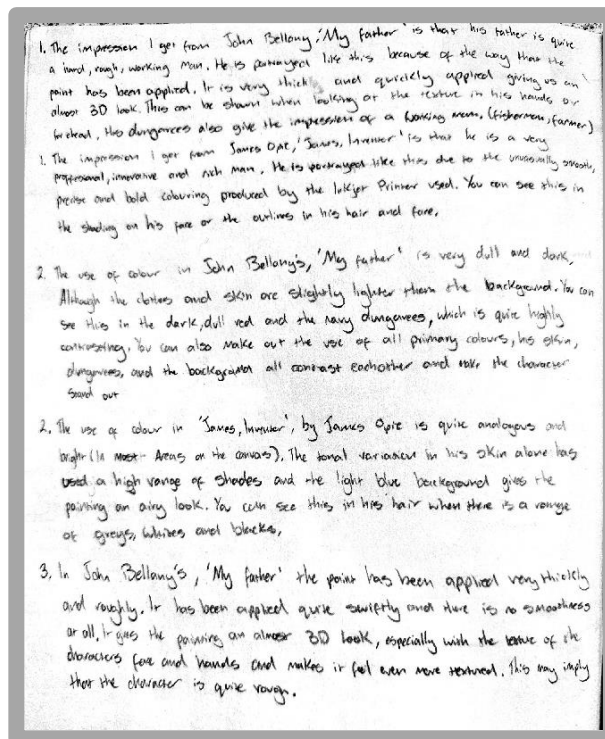 1. The impression I get from John Bellany, 'My father' is that his father is quite
a hard, rough, working man. He is portrayed like this because of the way that the
paint has been applied. It is very thick and quickly applied giving us an
almost 3D look. This can be shown when looking at the texture in his hands or
forehead. His dungarees also give the impression of a working man. (fisherman, farmer)
1. The impression I get from James Opie, 'James, Inventor' is that he is a very
proffesional, innovative and rich man. He is portrayed like this due to the unusually smooth,
precise and bold colouring produced by the Inkjet Printer used. You can see this in
the shading on his face or the outlines in his hair and face.
2. The use of colour in John Bellany's, 'My father' is very dull and dark,
Although the clothes and skin are slightly lighter then the background. You can
see this in the dark, dull red and the navy dungarees, which is quite highly
contrasting. You can also make out the use of all primary colours, his skin,
dungarees, and the background all contrast eachother and make the character
stand out
2. The use of colour in 'James, Inventor', by James Opie is quite analogous and
bright (In most Areas on the canvas). The tonal variation in his skin alone has
used a high range of shades and the light blue background gives the
painting an airy look. You can see this in his hair when there is a range
of greys, whites and blacks.
3. In John Bellany's, 'My father' the paint has been applied very thickly
and roughly. It has been applied quite swiftly and there is no smoothness
at all. It gives the painting an almost 3D look, especially with the texture of the
characters face and hands and makes it feel even more textured. This may imply
that the character is quite rough.